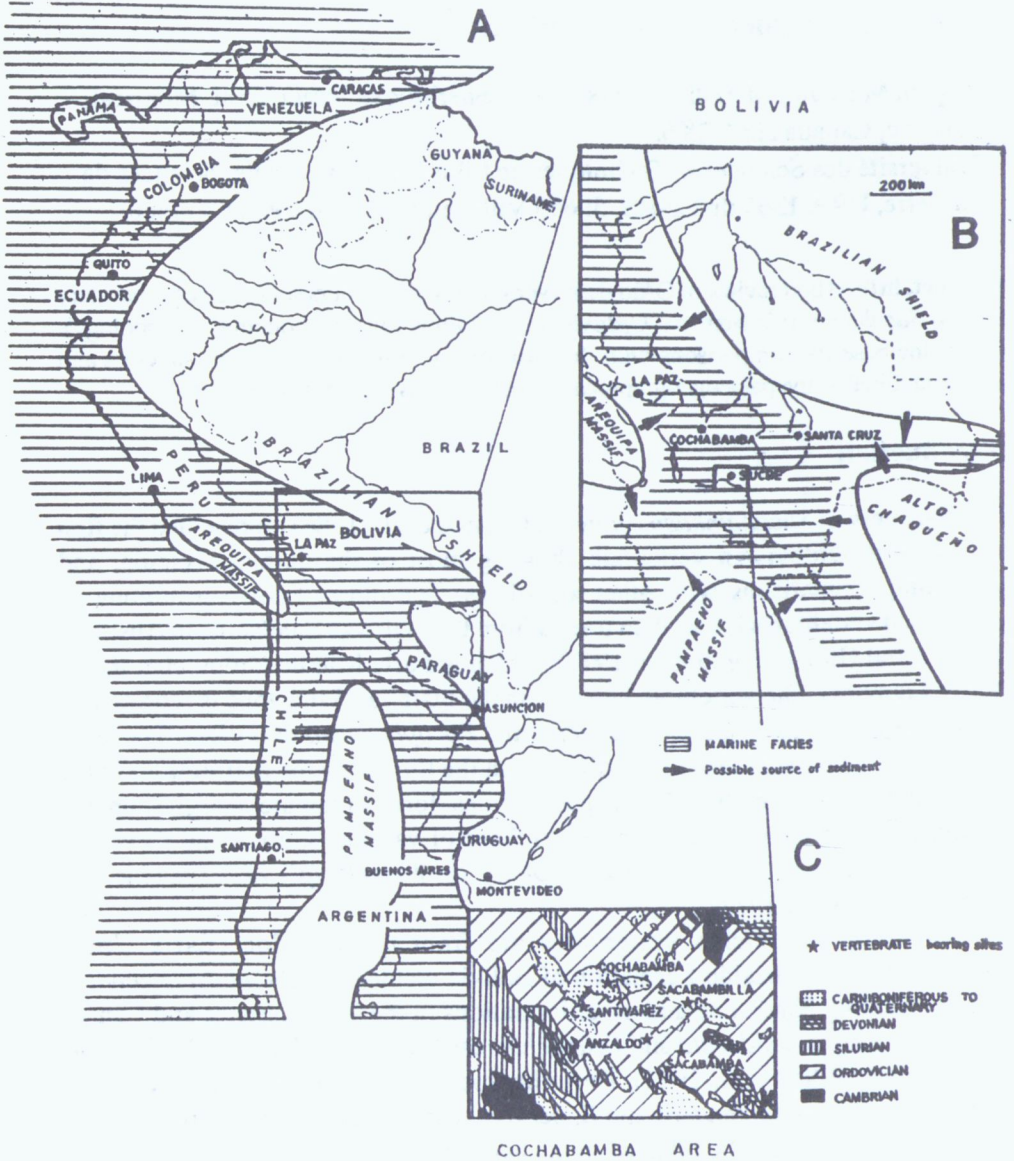 A
CARACAS
PANAMA
VENEZUELA
GUYANA
COLOMBIA
BOGOTA
SURINAME
QUITO
ECUADOR
BRAZIL
BRAZILIAN
SHIELD
LIMA
PERU
BOLIVIA
LA PAZ
AREQUIPA
MASSIF
PARAGUAY
ASUNCION
CHILE
PAMPEANO
MASSIF
SANTIAGO
URUGUAY
BUENOS AIRES
MONTEVIDEO
ARGENTINA
BOLIVIA
200 km
B
BRAZILIAN SHIELD
LA PAZ
AREQUIPA
MASSIF
COCHABAMBA
SANTA CRUZ
SUCRE
ALTO
CHAQUEÑO
PAMPAENO
MASSIF
MARINE FACIES
Possible source of sediment
C
COCHABAMBA
SACABAMBILLA
SANTIVAÑEZ
ANZALDO
SACABAMBA
VERTEBRATE bearing sites
CARNIBONIFEROUS TO
QUATERNARY
DEVONIAN
SILURIAN
ORDOVICIAN
CAMBRIAN
COCHABAMBA AREA